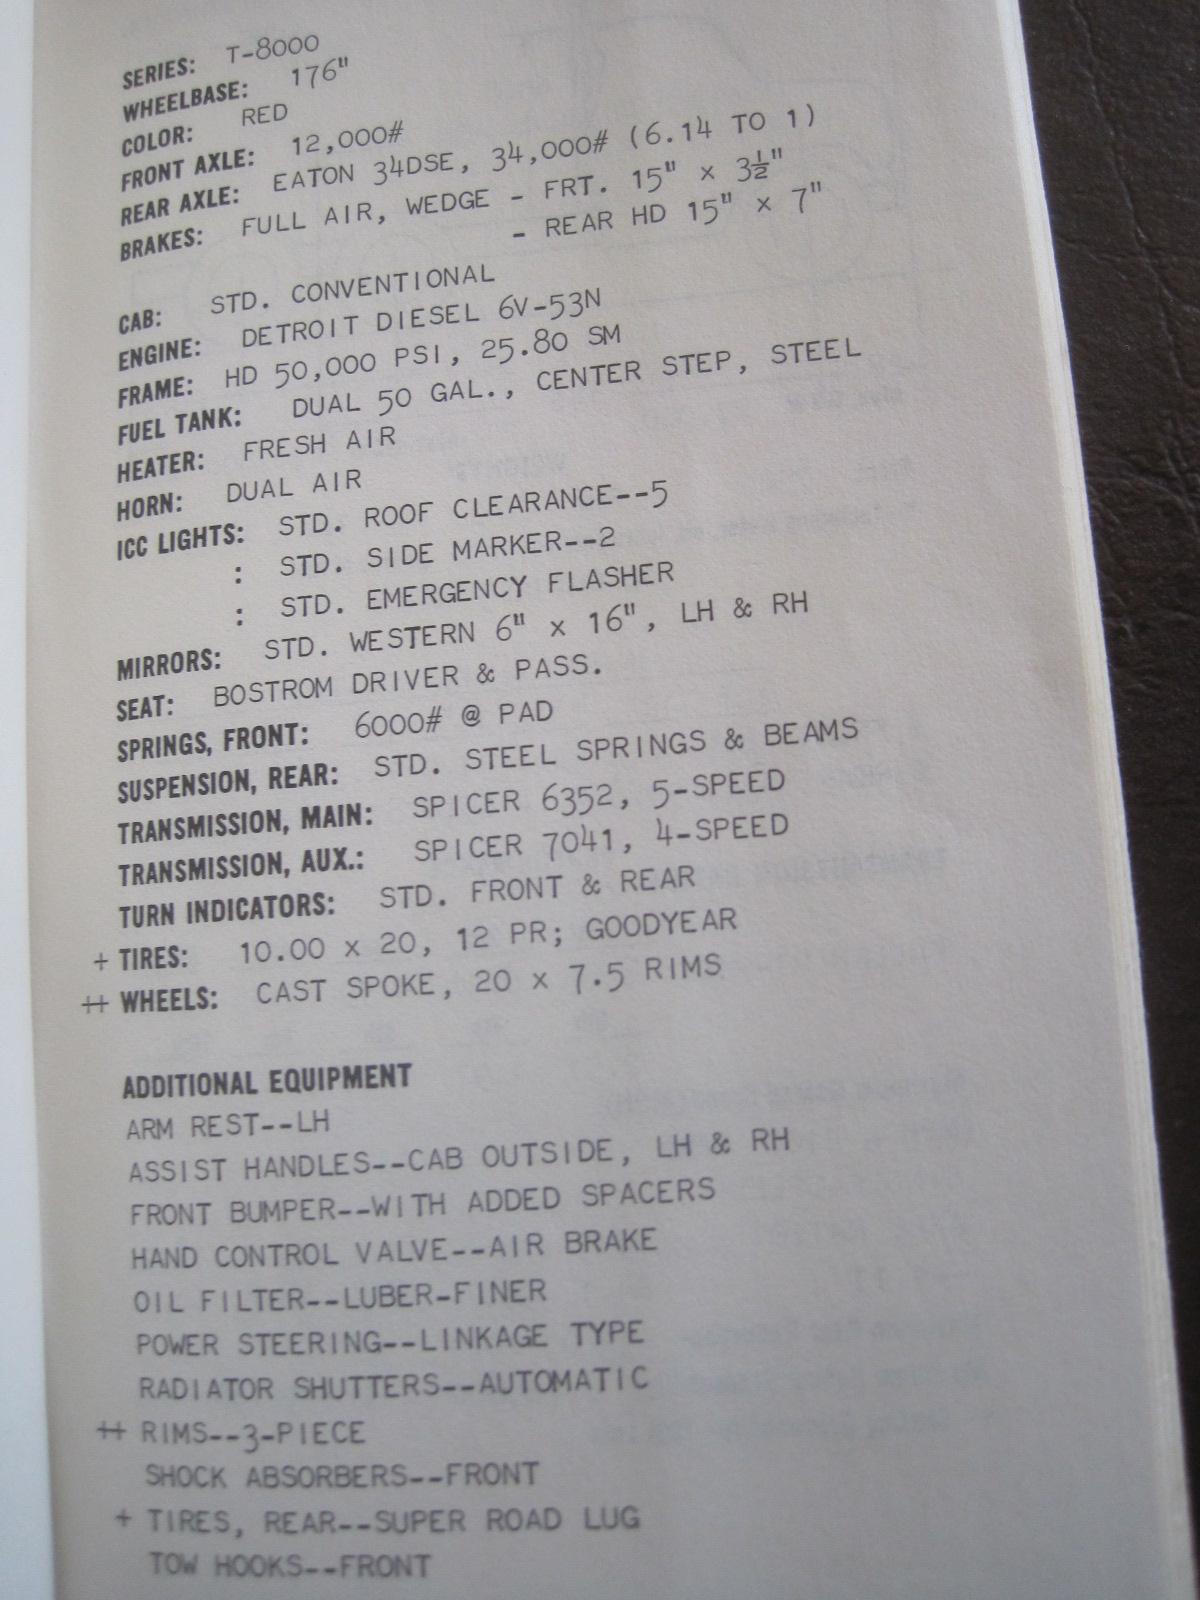 SERIES: T-8000
WHEELBASE: 176"
COLOR: RED
FRONT AXLE: 12,000#
REAR AXLE: EATON 34DSE, 34,000# (6.14 TO 1)
BRAKES: FULL AIR, WEDGE - FRT. 15" x 3½"
- REAR HD 15" x 7"
CAB: STD. CONVENTIONAL
ENGINE: DETROIT DIESEL 6V-53N
FRAME: HD 50,000 PSI, 25.80 SM
FUEL TANK: DUAL 50 GAL., CENTER STEP, STEEL
HEATER: FRESH AIR
HORN: DUAL AIR
ICC LIGHTS: STD. ROOF CLEARANCE--5
: STD. SIDE MARKER--2
: STD. EMERGENCY FLASHER
MIRRORS: STD. WESTERN 6" x 16", LH & RH
SEAT: BOSTROM DRIVER & PASS.
SPRINGS, FRONT: 6000# @ PAD
SUSPENSION, REAR: STD. STEEL SPRINGS & BEAMS
TRANSMISSION, MAIN: SPICER 6352, 5-SPEED
TRANSMISSION, AUX.: SPICER 7041, 4-SPEED
TURN INDICATORS: STD. FRONT & REAR
+ TIRES: 10.00 x 20, 12 PR; GOODYEAR
++ WHEELS: CAST SPOKE, 20 x 7.5 RIMS
ADDITIONAL EQUIPMENT
ARM REST--LH
ASSIST HANDLES--CAB OUTSIDE, LH & RH
FRONT BUMPER--WITH ADDED SPACERS
HAND CONTROL VALVE--AIR BRAKE
OIL FILTER--LUBER-FINER
POWER STEERING--LINKAGE TYPE
RADIATOR SHUTTERS--AUTOMATIC
++ RIMS--3-PIECE
SHOCK ABSORBERS--FRONT
+ TIRES, REAR--SUPER ROAD LUG
TOW HOOKS--FRONT